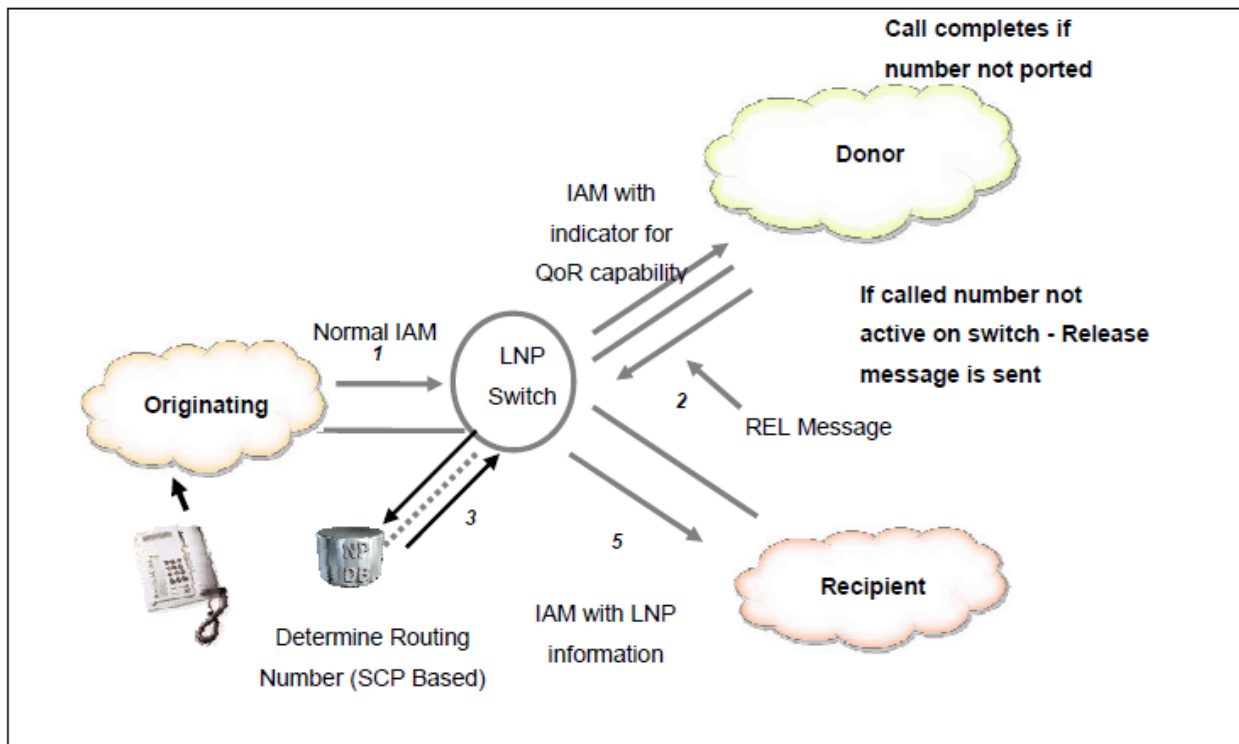 Call completes if
number not ported
Donor
IAM with
indicator for
QoR capability
If called number not
active on switch - Release
message is sent
Normal IAM
1
LNP
Switch
Originating
2
REL Message
3
NP
DB
5
Recipient
Determine Routing
Number (SCP Based)
IAM with LNP
information